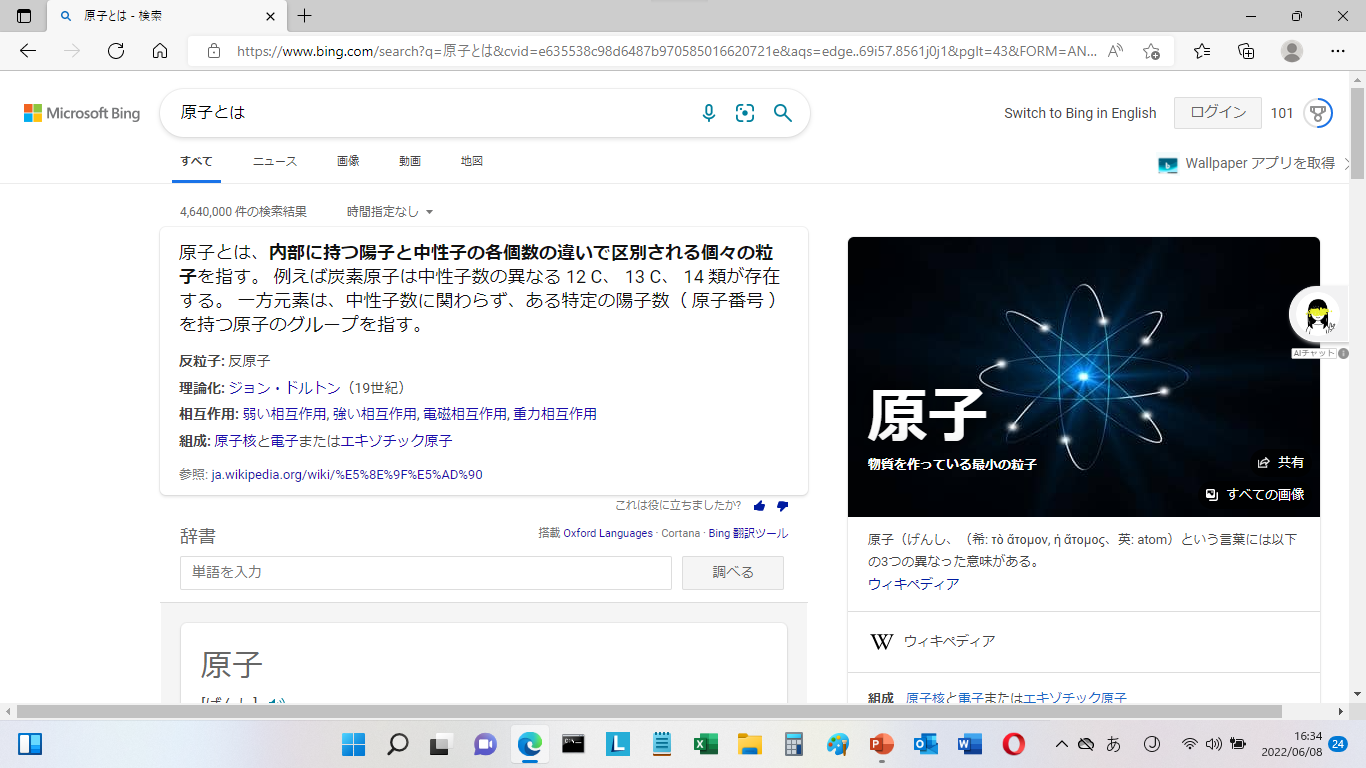 原子とは - 検索
https://www.bing.com/search?q=原子とは&cvid=e635538c98d6487b970585016620721e&aqs=edge..69i57.8561j0j1&pglt=43&FORM=AN...
Microsoft Bing
原子とは
Switch to Bing in English
ログイン
101
すべて
ニュース
画像
動画
地図
Wallpaper アプリを取得
4,640,000 件の検索結果
時間指定なし
原子とは、内部に持つ陽子と中性子の各個数の違いで区別される個々の粒
子を指す。 例えば炭素原子は中性子数の異なる 12 C、 13 C、 14 類が存在
する。 一方元素は、中性子数に関わらず、ある特定の陽子数（ 原子番号 ）
を持つ原子のグループを指す。
反粒子: 反原子
理論化: ジョン・ドルトン（19世紀）
相互作用: 弱い相互作用, 強い相互作用, 電磁相互作用, 重力相互作用
組成: 原子核と電子またはエキゾチック原子
参照: ja.wikipedia.org/wiki/%E5%8E%9F%E5%AD%90
これは役に立ちましたか?
辞書
搭載 Oxford Languages · Cortana · Bing 翻訳ツール
単語を入力
調べる
原子
[げんし]
原子
物質を作っている最小の粒子
共有
すべての画像
AIチャット
原子（げんし、（希: τὸ ἄτομον, ἡ ἄτομος、英: atom）という言葉には以下
の3つの異なった意味がある。
ウィキペディア
W ウィキペディア
組成 原子核と電子またはエキゾチック原子
あ
16:34
2022/06/08
24